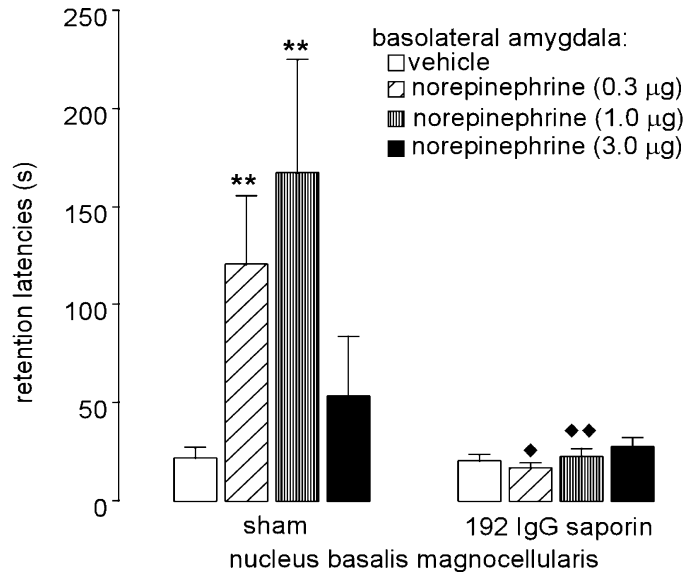 250
200
150
100
50
0
retention latencies (s)
basolateral amygdala:
vehicle
norepinephrine (0.3 μg)
norepinephrine (1.0 μg)
norepinephrine (3.0 μg)
**
**
◆
◆◆
sham
192 IgG saporin
nucleus basalis magnocellularis